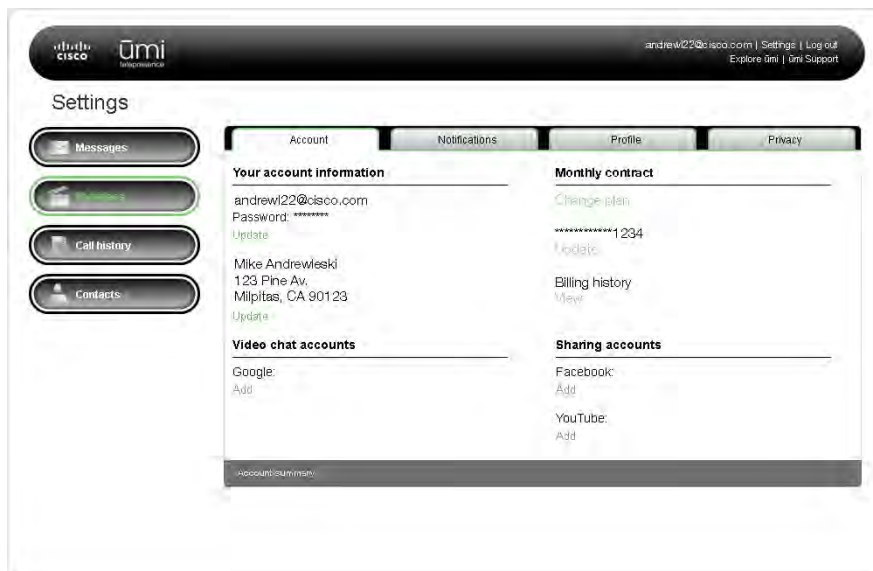 cisco
ūmi
telepresence
andrewl22@cisco.com | Settings | Log out
Explore ūmi | ūmi Support
Settings
Messages
Call history
Contacts
Account
Notifications
Profile
Privacy
Your account information
andrewl22@cisco.com
Password: ********
Update
Mike Andrewleski
123 Pine Av.
Milpitas, CA 90123
Update
Video chat accounts
Google:
Add
Monthly contract
Change plan
************1234
Update
Billing history
View
Sharing accounts
Facebook:
Add
YouTube:
Add
Account summary